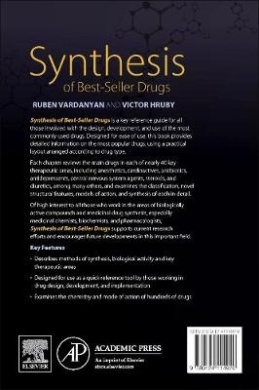 Synthesis
of Best-Seller Drugs
RUBEN VARDANYAN AND VICTOR HRUBY
Synthesis of Best-Seller Drugs is a key reference guide for all
those involved with the design, development, and use of the most
commonly used drugs. Designed for ease of use, this book provides
detailed information on the most popular drugs, using a practical
layout arranged according to drug type.
Each chapter reviews the main drugs in each of nearly 40 key
therapeutic areas, including anesthetics,
antidepressants, central nervous system agents, steroids, and
diuretics, among many others, and examines the classification, novel
structural features, models of action, and synthesis of each in detail.
Of high interest to all those who work in the areas of biologically
active compounds and medicinal drug synthesis, especially
medicinal chemists, biochemists, and pharmacologists,
Synthesis of Best-Seller Drugs supports current research
efforts and encourages future developments in this important field.
Key Features
• Describes methods of synthesis, biological activity and key
therapeutic areas
• Designed for use as quick reference tool by those working in
drug design, development, and implementation
• Examines the chemistry and mode of action of hundreds of drugs
ELSEVIER
AP
ACADEMIC PRESS
An imprint of Elsevier